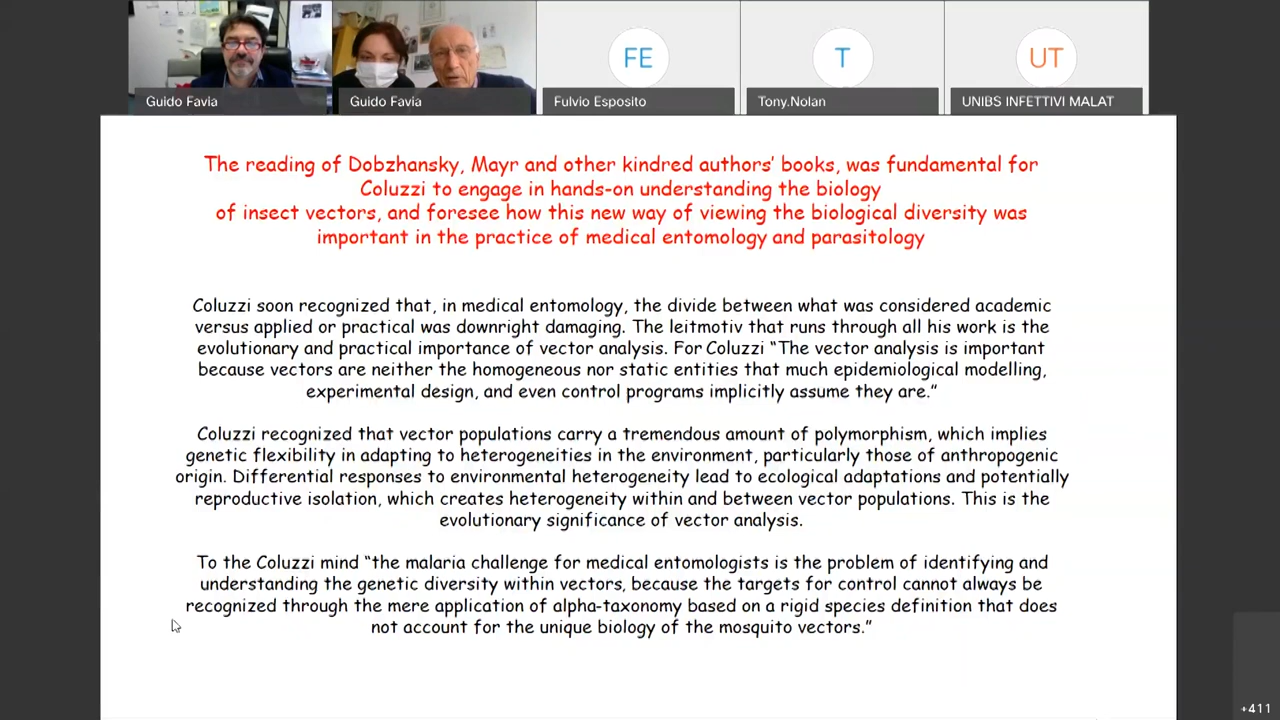 FE
T
UT
Guido Favia
Guido Favia
Fulvio Esposito
Tony.Nolan
UNIBS INFETTIVI MALAT
The reading of Dobzhansky, Mayr and other kindred authors' books, was fundamental for
Coluzzi to engage in hands-on understanding the biology
of insect vectors, and foresee how this new way of viewing the biological diversity was
important in the practice of medical entomology and parasitology
Coluzzi soon recognized that, in medical entomology, the divide between what was considered academic
versus applied or practical was downright damaging. The leitmotiv that runs through all his work is the
evolutionary and practical importance of vector analysis. For Coluzzi “The vector analysis is important
because vectors are neither the homogeneous nor static entities that much epidemiological modelling,
experimental design, and even control programs implicitly assume they are.”
Coluzzi recognized that vector populations carry a tremendous amount of polymorphism, which implies
genetic flexibility in adapting to heterogeneities in the environment, particularly those of anthropogenic
origin. Differential responses to environmental heterogeneity lead to ecological adaptations and potentially
reproductive isolation, which creates heterogeneity within and between vector populations. This is the
evolutionary significance of vector analysis.
To the Coluzzi mind “the malaria challenge for medical entomologists is the problem of identifying and
understanding the genetic diversity within vectors, because the targets for control cannot always be
recognized through the mere application of alpha-taxonomy based on a rigid species definition that does
not account for the unique biology of the mosquito vectors.”
+411